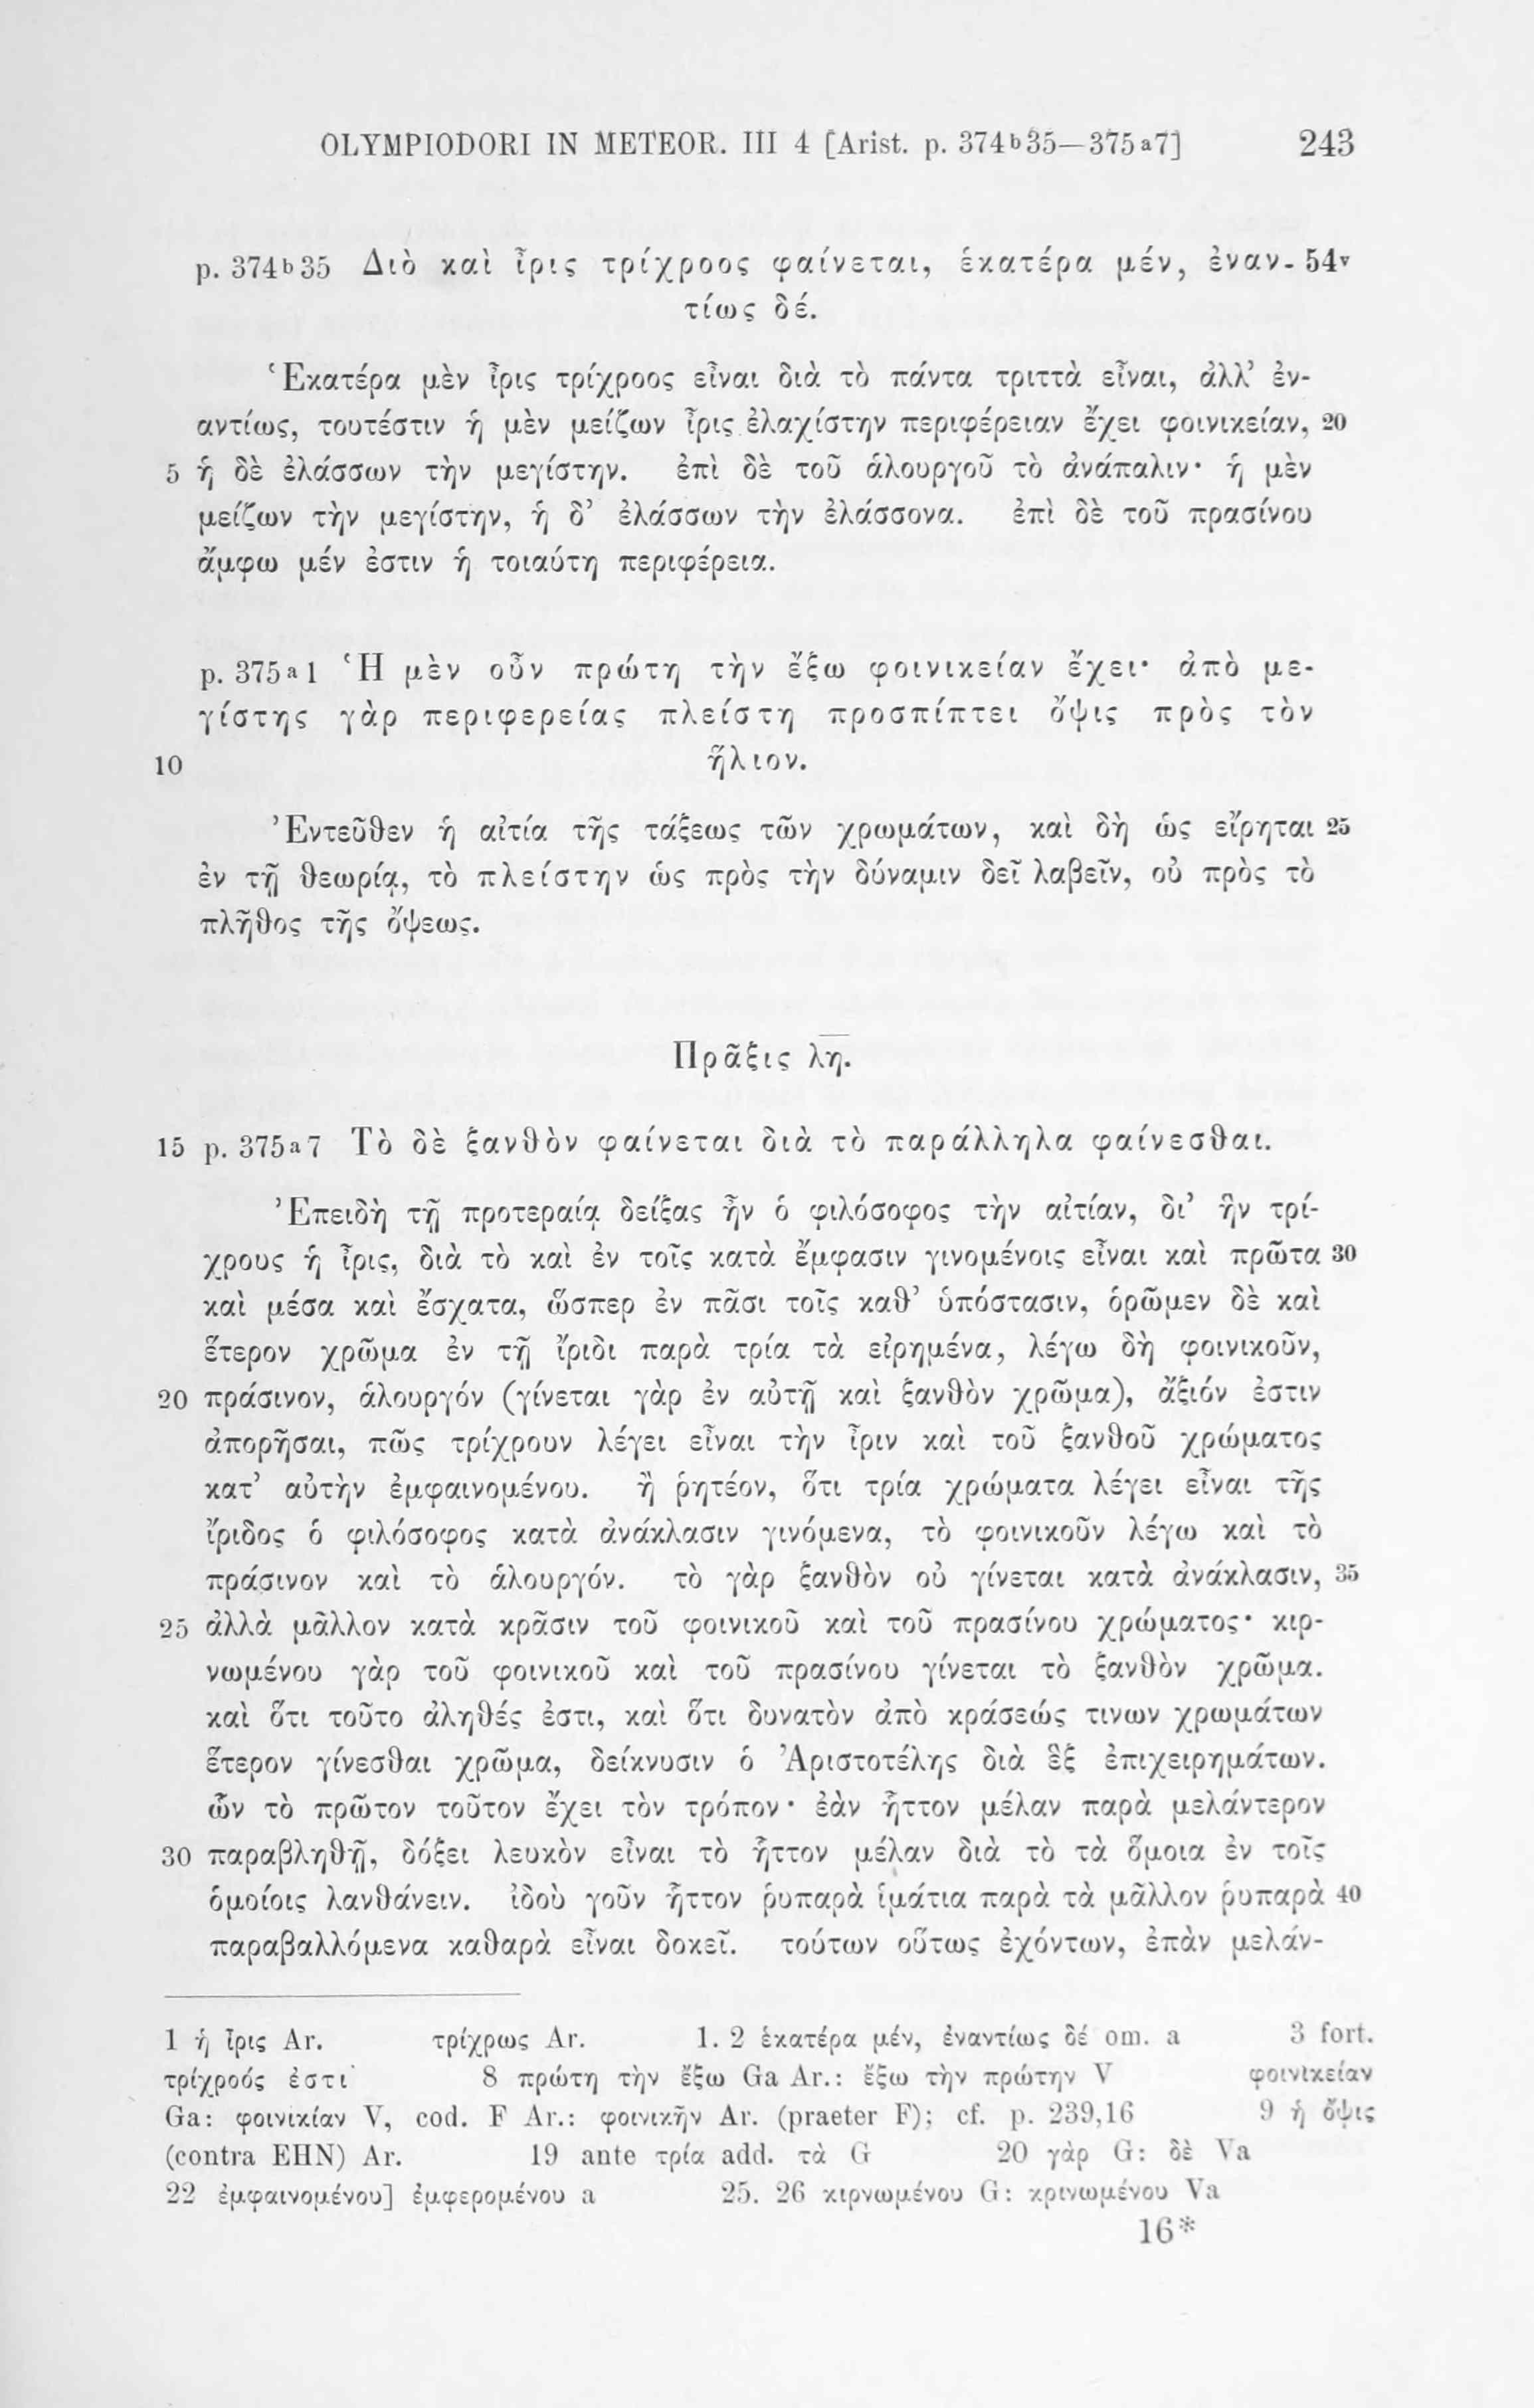 OLYMPIODORI IN METEOR. III 4 [Arist. p. 374b35—375a7] 243
p. 374b35 Διὸ καὶ ἶρις τρίχροος φαίνεται, ἑκατέρα μέν, ἐναν- 54v
τίως δέ.
Ἑκατέρα μὲν ἶρις τρίχροος εἶναι διὰ τὸ πάντα τριττὰ εἶναι, ἀλλ’ ἐν-
αντίως, τουτέστιν ἡ μὲν μείζων ἶρις ἐλαχίστην περιφέρειαν ἔχει φοινικείαν, 20
5 ἡ δὲ ἐλάσσων τὴν μεγίστην. ἐπὶ δὲ τοῦ ἁλουργοῦ τὸ ἀνάπαλιν· ἡ μὲν
μείζων τὴν μεγίστην, ἡ δ’ ἐλάσσων τὴν ἐλάσσονα. ἐπὶ δὲ τοῦ πρασίνου
ἄμφω μέν ἐστιν ἡ τοιαύτη περιφέρεια.
p. 375a1 Ἡ μὲν οὖν πρώτη τὴν ἔξω φοινικείαν ἔχει· ἀπὸ με-
γίστης γὰρ περιφερείας πλείστη προσπίπτει ὄψις πρὸς τὸν
10 ἥλιον.
Ἐντεῦθεν ἡ αἰτία τῆς τάξεως τῶν χρωμάτων, καὶ δὴ ὡς εἴρηται 25
ἐν τῇ θεωρίᾳ, τὸ πλείστην ὡς πρὸς τὴν δύναμιν δεῖ λαβεῖν, οὐ πρὸς τὸ
πλῆθος τῆς ὄψεως.
Πρᾶξις λη.
15 p. 375a7 Τὸ δὲ ξανθὸν φαίνεται διὰ τὸ παράλληλα φαίνεσθαι.
Ἐπειδὴ τῇ προτεραίᾳ δείξας ἦν ὁ φιλόσοφος τὴν αἰτίαν, δι’ ἣν τρί-
χρους ἡ ἶρις, διὰ τὸ καὶ ἐν τοῖς κατὰ ἔμφασιν γινομένοις εἶναι καὶ πρῶτα 30
καὶ μέσα καὶ ἔσχατα, ὥσπερ ἐν πᾶσι τοῖς καθ’ ὑπόστασιν, ὁρῶμεν δὲ καὶ
ἕτερον χρῶμα ἐν τῇ ἴριδι παρὰ τρία τὰ εἰρημένα, λέγω δὴ φοινικοῦν,
20 πράσινον, ἁλουργόν (γίνεται γὰρ ἐν αὐτῇ καὶ ξανθὸν χρῶμα), ἄξιόν ἐστιν
ἀπορῆσαι, πῶς τρίχρουν λέγει εἶναι τὴν ἶριν καὶ τοῦ ξανθοῦ χρώματος
κατ’ αὐτὴν ἐμφαινομένου. ἢ ῥητέον, ὅτι τρία χρώματα λέγει εἶναι τῆς
ἴριδος ὁ φιλόσοφος κατὰ ἀνάκλασιν γινόμενα, τὸ φοινικοῦν λέγω καὶ τὸ
πράσινον καὶ τὸ ἁλουργόν. τὸ γὰρ ξανθὸν οὐ γίνεται κατὰ ἀνάκλασιν, 35
25 ἀλλὰ μᾶλλον κατὰ κρᾶσιν τοῦ φοινικοῦ καὶ τοῦ πρασίνου χρώματος· κιρ-
νωμένου γὰρ τοῦ φοινικοῦ καὶ τοῦ πρασίνου γίνεται τὸ ξανθὸν χρῶμα.
καὶ ὅτι τοῦτο ἀληθές ἐστι, καὶ ὅτι δυνατὸν ἀπὸ κράσεώς τινων χρωμάτων
ἕτερον γίνεσθαι χρῶμα, δείκνυσιν ὁ Ἀριστοτέλης διὰ ἓξ ἐπιχειρημάτων.
ὧν τὸ πρῶτον τοῦτον ἔχει τὸν τρόπον· ἐὰν ἧττον μέλαν παρὰ μελάντερον
30 παραβληθῇ, δόξει λευκὸν εἶναι τὸ ἧττον μέλαν διὰ τὸ τὰ ὅμοια ἐν τοῖς
ὁμοίοις λανθάνειν. ἰδοὺ γοῦν ἧττον ῥυπαρὰ ἱμάτια παρὰ τὰ μᾶλλον ῥυπαρὰ 40
παραβαλλόμενα καθαρὰ εἶναι δοκεῖ. τούτων οὕτως ἐχόντων, ἐπὰν μελάν-
1 ἡ ἶρις Ar. τρίχρως Ar. 1. 2 ἑκατέρα μέν, ἐναντίως δέ om. a 3 fort.
τρίχροός ἐστι 8 πρώτη τὴν ἔξω Ga Ar.: ἔξω τὴν πρώτην V φοινικείαν
Ga: φοινικίαν V, cod. F Ar.: φοινικῆν Ar. (praeter F); cf. p. 239,16 9 ἡ ὄψις
(contra EHN) Ar. 19 ante τρία add. τὰ G 20 γὰρ G: δὲ Va
22 ἐμφαινομένου] ἐμφερομένου a 25. 26 κιρνωμένου G: κρινωμένου Va
16*